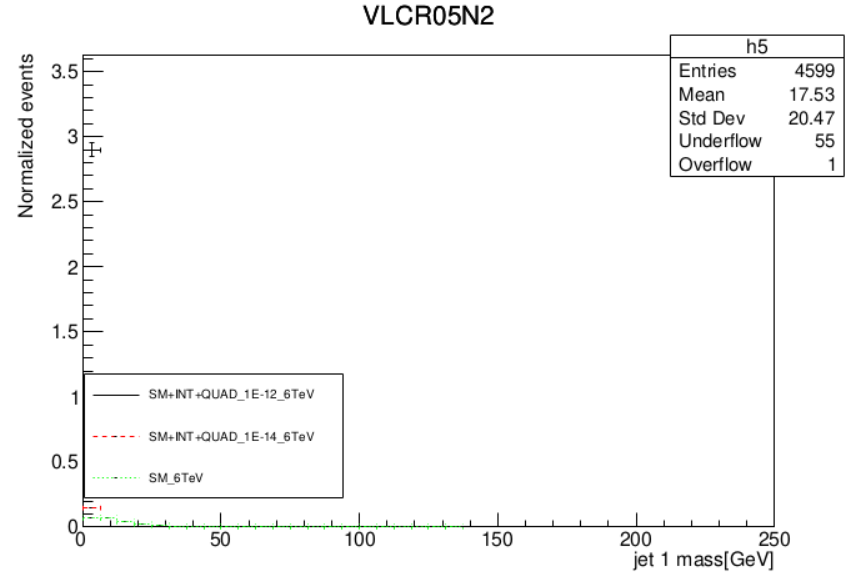 VLCR05N2
h5
Entries 4599
Mean 17.53
Std Dev 20.47
Underflow 55
Overflow 1
Normalized events
3.5
3
2.5
2
1.5
1
0.5
0
SM+INT+QUAD_1E-12_6TeV
SM+INT+QUAD_1E-14_6TeV
SM_6TeV
0 50 100 150 200 250
jet 1 mass[GeV]